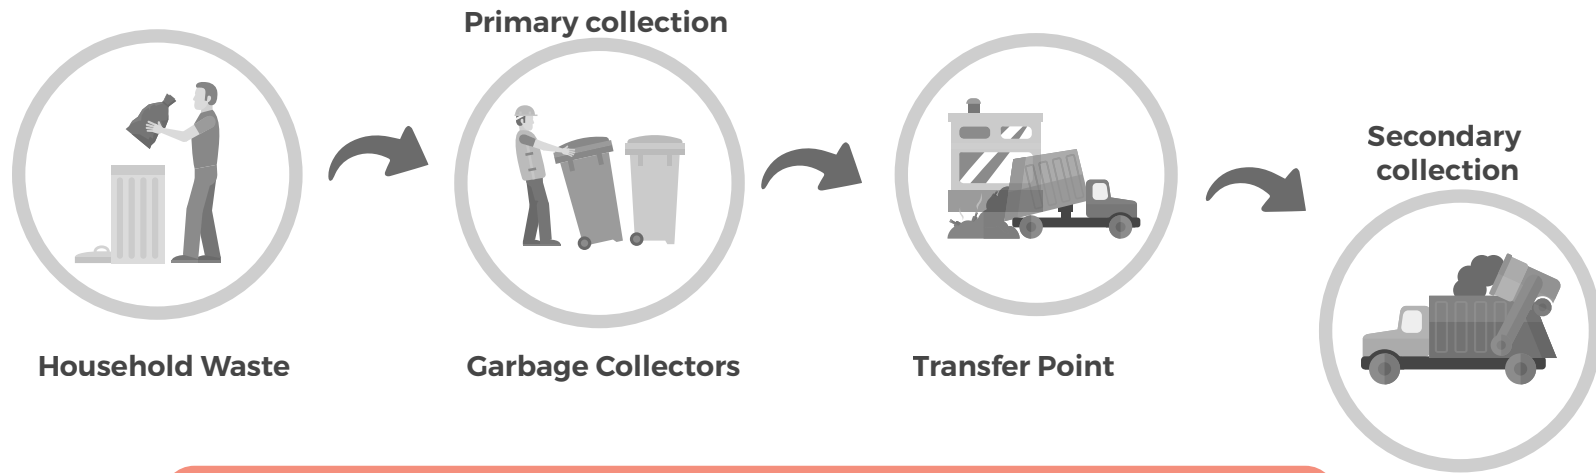 Primary collection
Secondary
collection
Household Waste
Garbage Collectors
Transfer Point